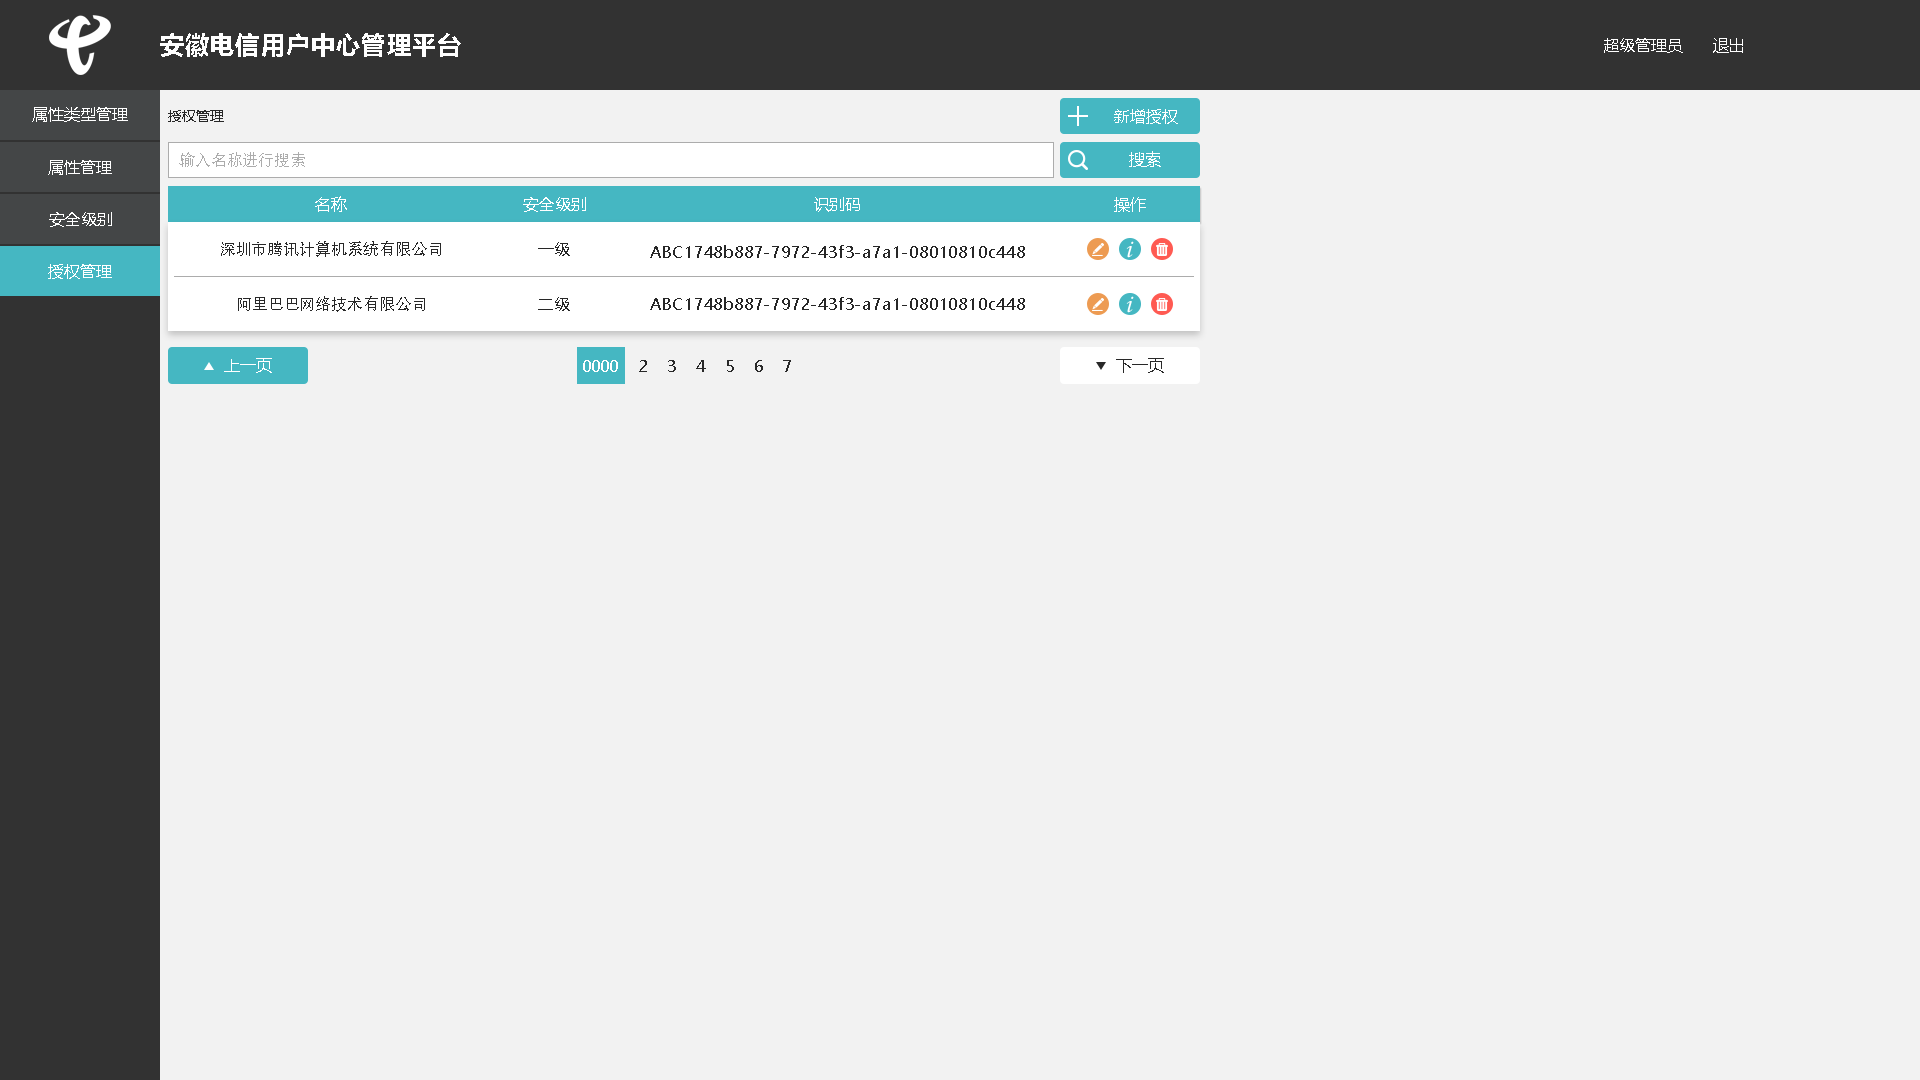 安徽电信用户中心管理平台
超级管理员 退出
属性类型管理
属性管理
安全级别
授权管理
授权管理
新增授权
输入名称进行搜索
搜索
名称 安全级别 识别码 操作
深圳市腾讯计算机系统有限公司 一级 ABC1748b887-7972-43f3-a7a1-08010810c448
阿里巴巴网络技术有限公司 二级 ABC1748b887-7972-43f3-a7a1-08010810c448
上一页 0000 2 3 4 5 6 7 下一页